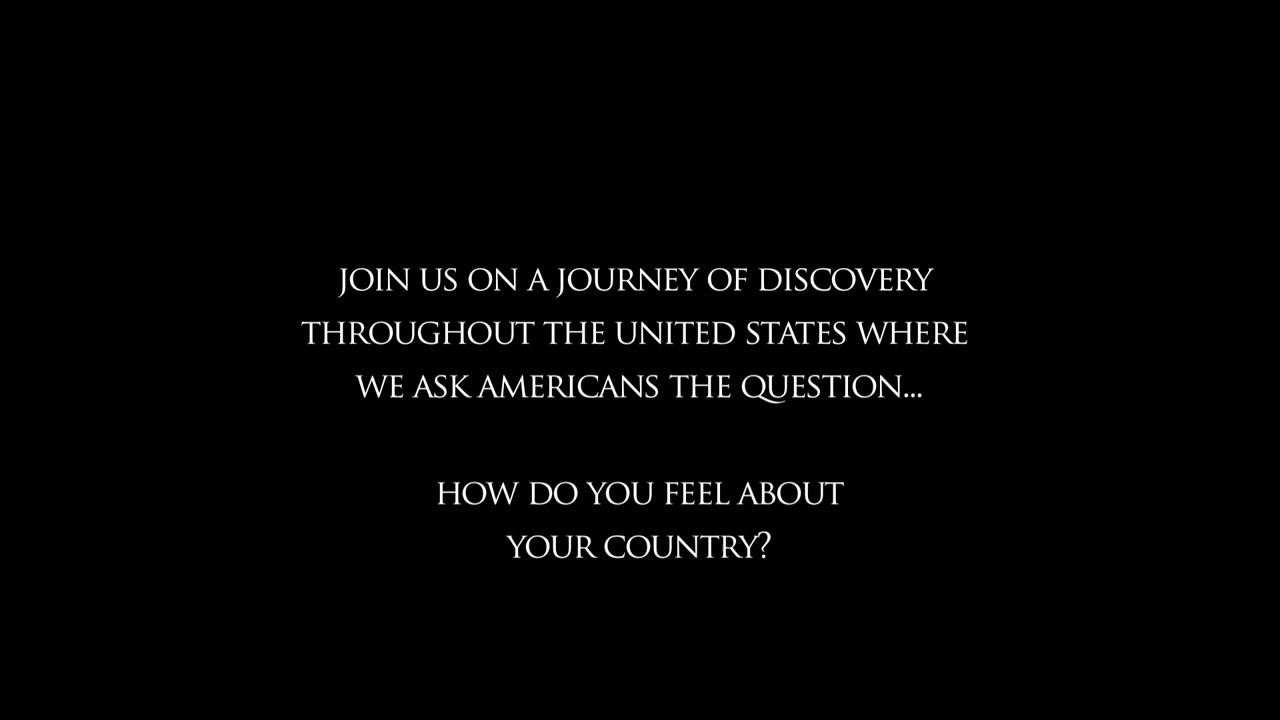 JOIN US ON A JOURNEY OF DISCOVERY
THROUGHOUT THE UNITED STATES WHERE
WE ASK AMERICANS THE QUESTION...
HOW DO YOU FEEL ABOUT
YOUR COUNTRY?